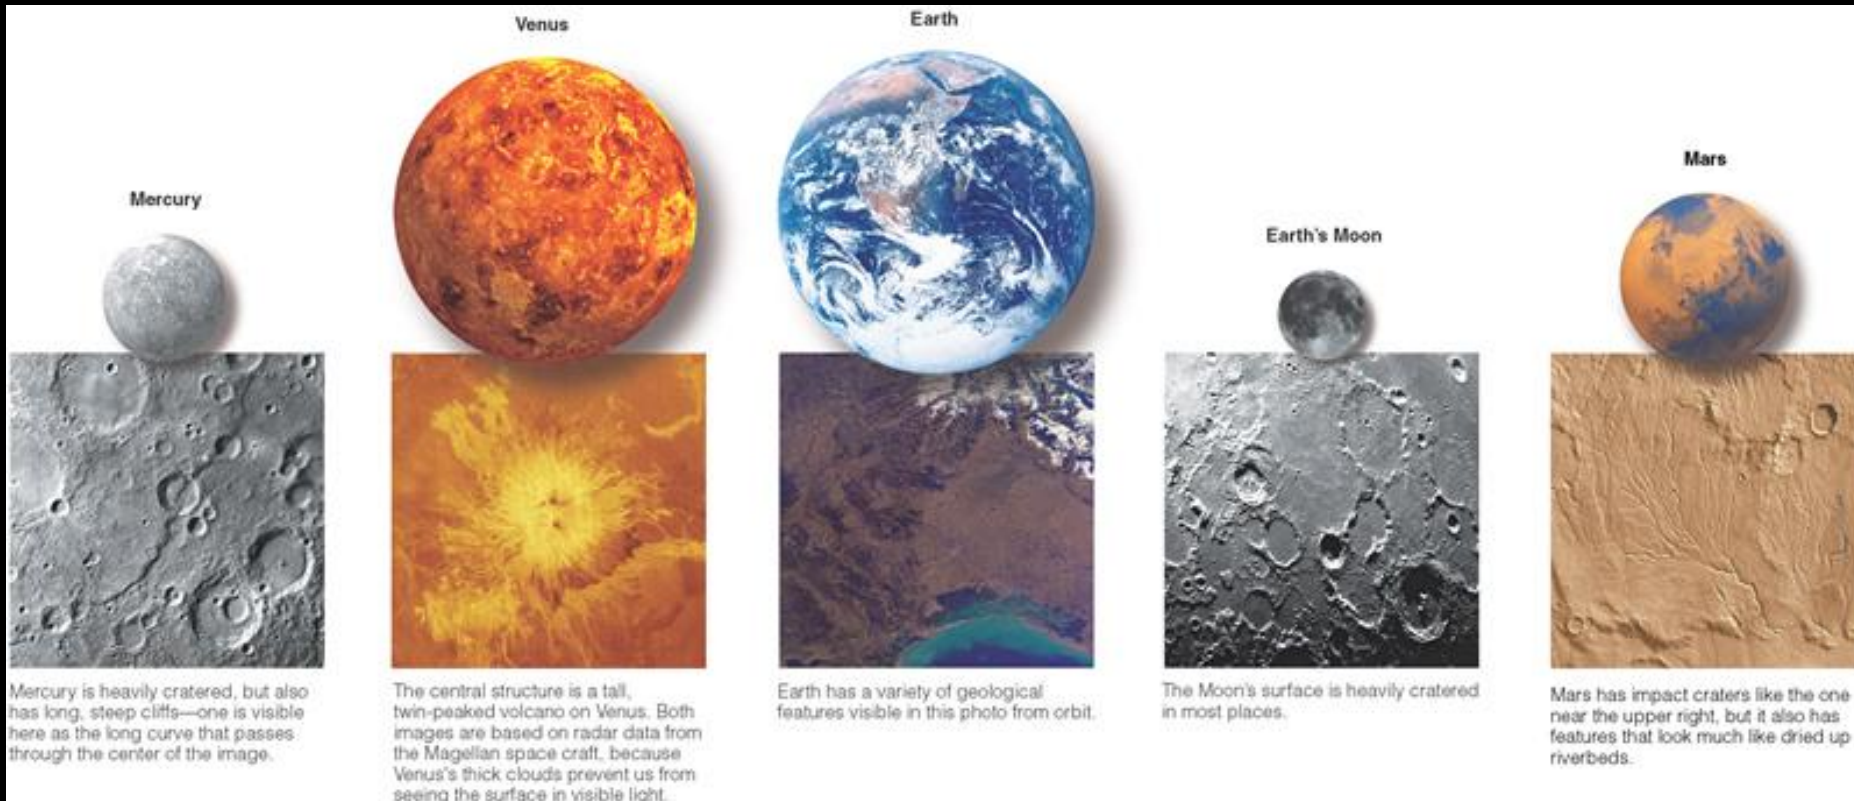 Mercury
Mercury is heavily cratered, but also
has long, steep cliffs—one is visible
here as the long curve that passes
through the center of the image.
Venus
The central structure is a tall,
twin-peaked volcano on Venus. Both
images are based on radar data from
the Magellan space craft, because
Venus's thick clouds prevent us from
seeing the surface in visible light.
Earth
Earth has a variety of geological
features visible in this photo from orbit.
Earth's Moon
The Moon's surface is heavily cratered
in most places.
Mars
Mars has impact craters like the one
near the upper right, but it also has
features that look much like dried up
riverbeds.